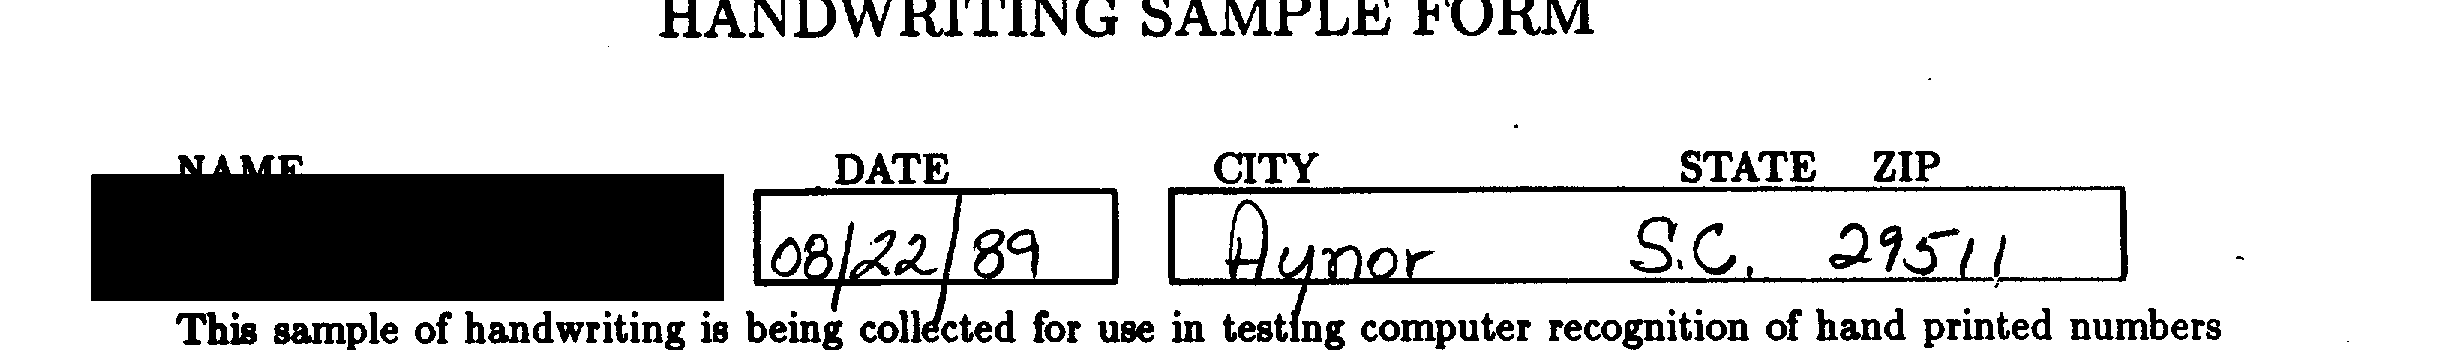 HANDWRITING SAMPLE FORM
NAME DATE CITY STATE ZIP
08/22/89 Aynor S.C. 29511
This sample of handwriting is being collected for use in testing computer recognition of hand printed numbers